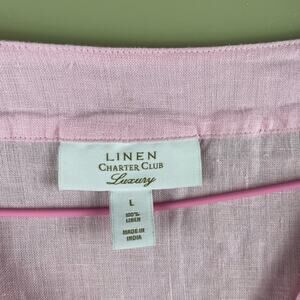 LINEN
CHARTER CLUB
Luxury
L
100%
LINEN
MADE IN
INDIA